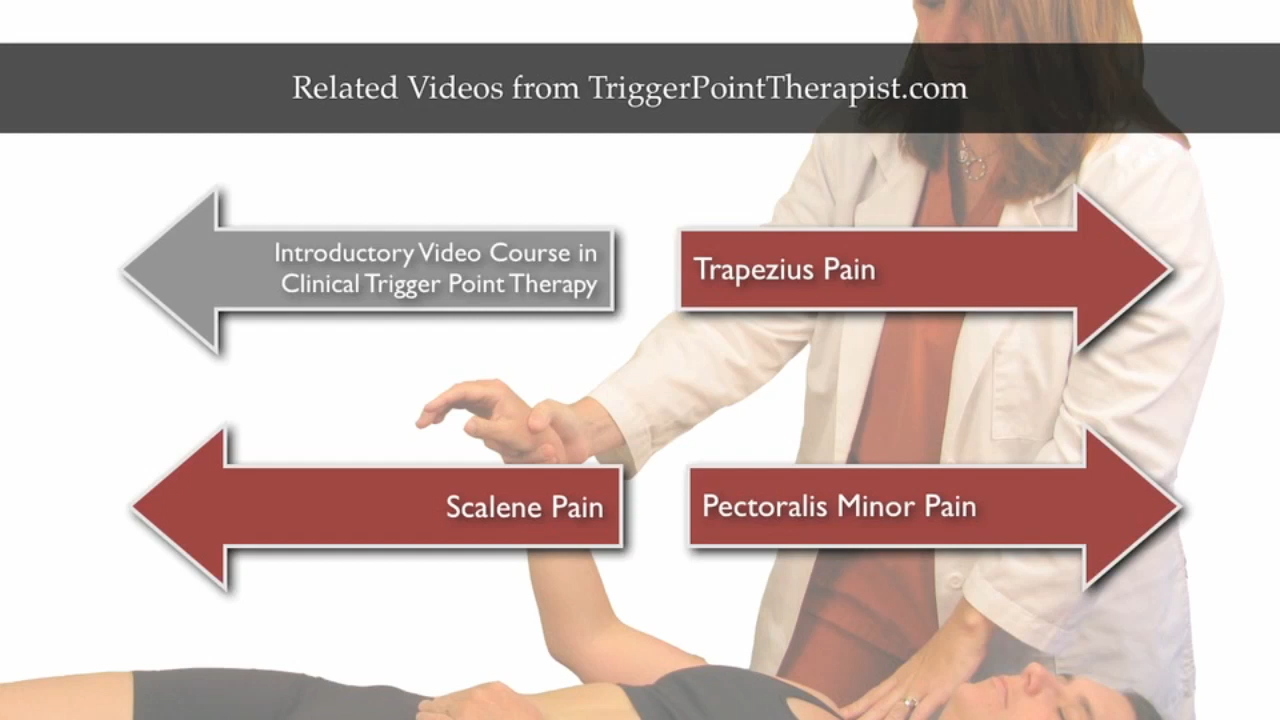 Related Videos from TriggerPointTherapist.com
Introductory Video Course in
Clinical Trigger Point Therapy
Trapezius Pain
Scalene Pain
Pectoralis Minor Pain